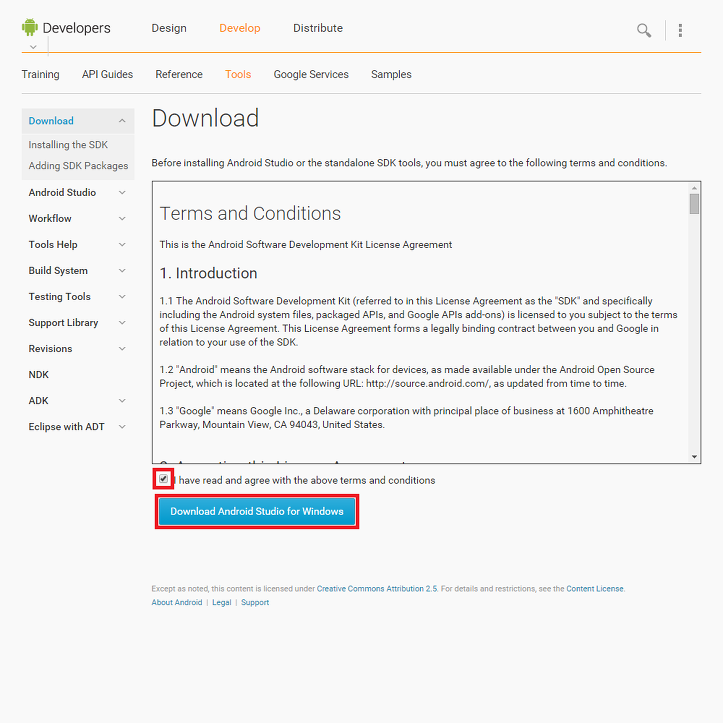 Developers
Design
Develop
Distribute
Training
API Guides
Reference
Tools
Google Services
Samples
Download
Installing the SDK
Adding SDK Packages
Android Studio
Workflow
Tools Help
Build System
Testing Tools
Support Library
Revisions
NDK
ADK
Eclipse with ADT
Download
Before installing Android Studio or the standalone SDK tools, you must agree to the following terms and conditions.
Terms and Conditions
This is the Android Software Development Kit License Agreement
1. Introduction
1.1 The Android Software Development Kit (referred to in this License Agreement as the "SDK" and specifically
including the Android system files, packaged APIs, and Google APIs add-ons) is licensed to you subject to the terms
of this License Agreement. This License Agreement forms a legally binding contract between you and Google in
relation to your use of the SDK.
1.2 "Android" means the Android software stack for devices, as made available under the Android Open Source
Project, which is located at the following URL: http://source.android.com/, as updated from time to time.
1.3 "Google" means Google Inc., a Delaware corporation with principal place of business at 1600 Amphitheatre
Parkway, Mountain View, CA 94043, United States.
I have read and agree with the above terms and conditions
Download Android Studio for Windows
Except as noted, this content is licensed under Creative Commons Attribution 2.5. For details and restrictions, see the Content License.
About Android | Legal | Support